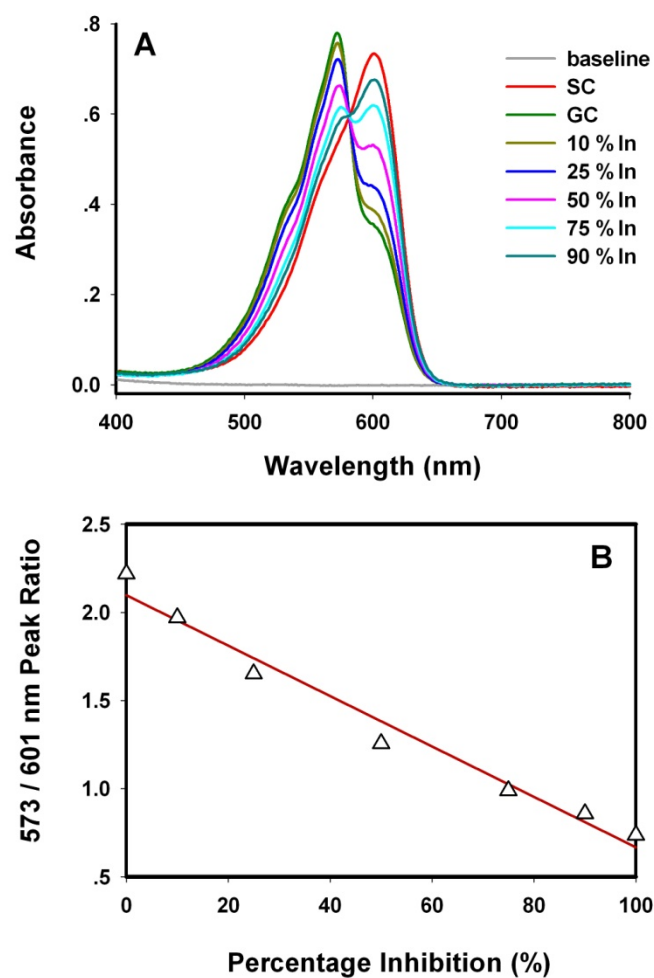 A
.8
.6
.4
.2
0.0
Absorbance
400 500 600 700 800
Wavelength (nm)
baseline
SC
GC
10 % In
25 % In
50 % In
75 % In
90 % In
B
2.5
2.0
1.5
1.0
.5
573 / 601 nm Peak Ratio
0 20 40 60 80 100
Percentage Inhibition (%)